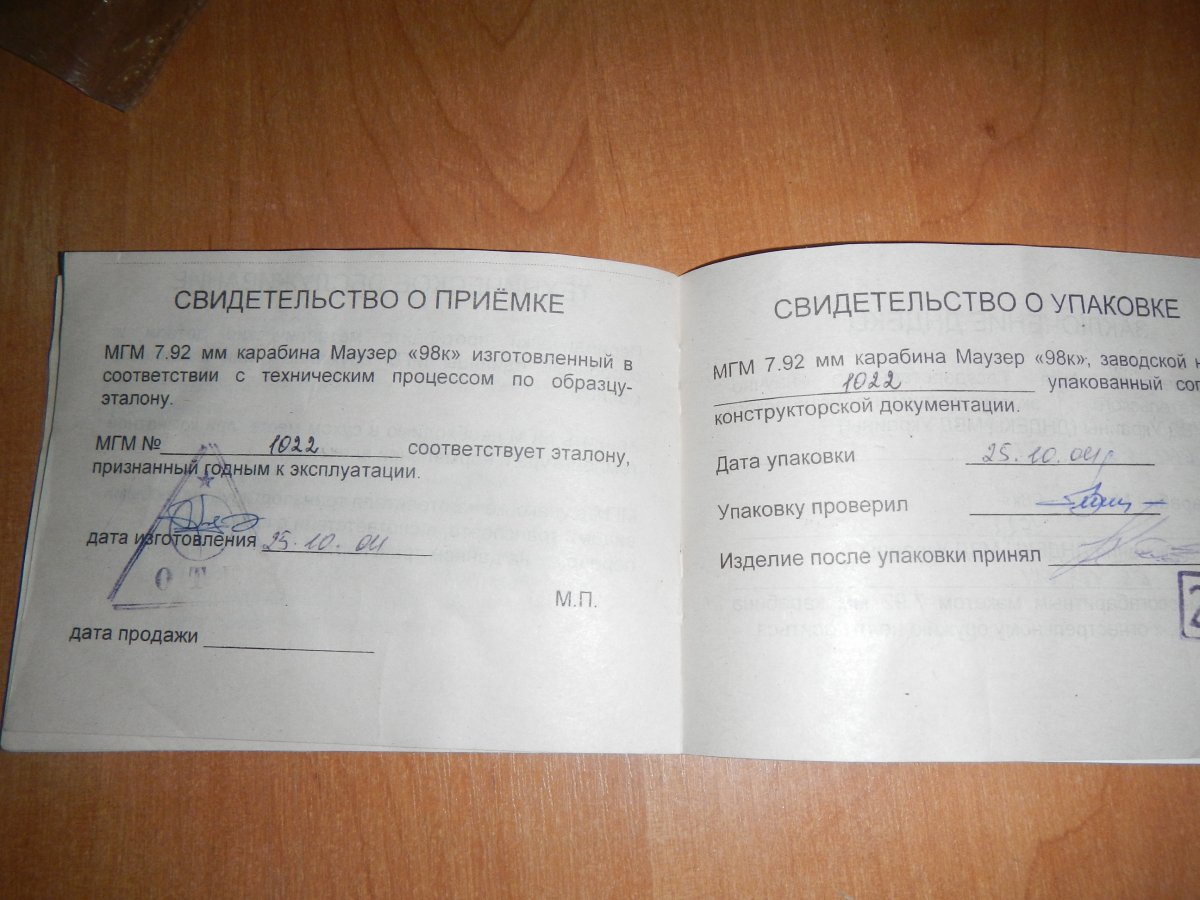 СВИДЕТЕЛЬСТВО О ПРИЁМКЕ
МГМ 7.92 мм карабина Маузер «98к» изготовленный в
соответствии с техническим процессом по образцу-
эталону.
МГМ № 1022 соответствует эталону,
признанный годным к эксплуатации.
дата изготовления 25.10.04
О Т
М.П.
дата продажи
СВИДЕТЕЛЬСТВО О УПАКОВКЕ
МГМ 7.92 мм карабина Маузер «98к», заводской
1022 упакованный
конструкторской документации.
Дата упаковки 25.10.04г
Упаковку проверил
Изделие после упаковки принял
2